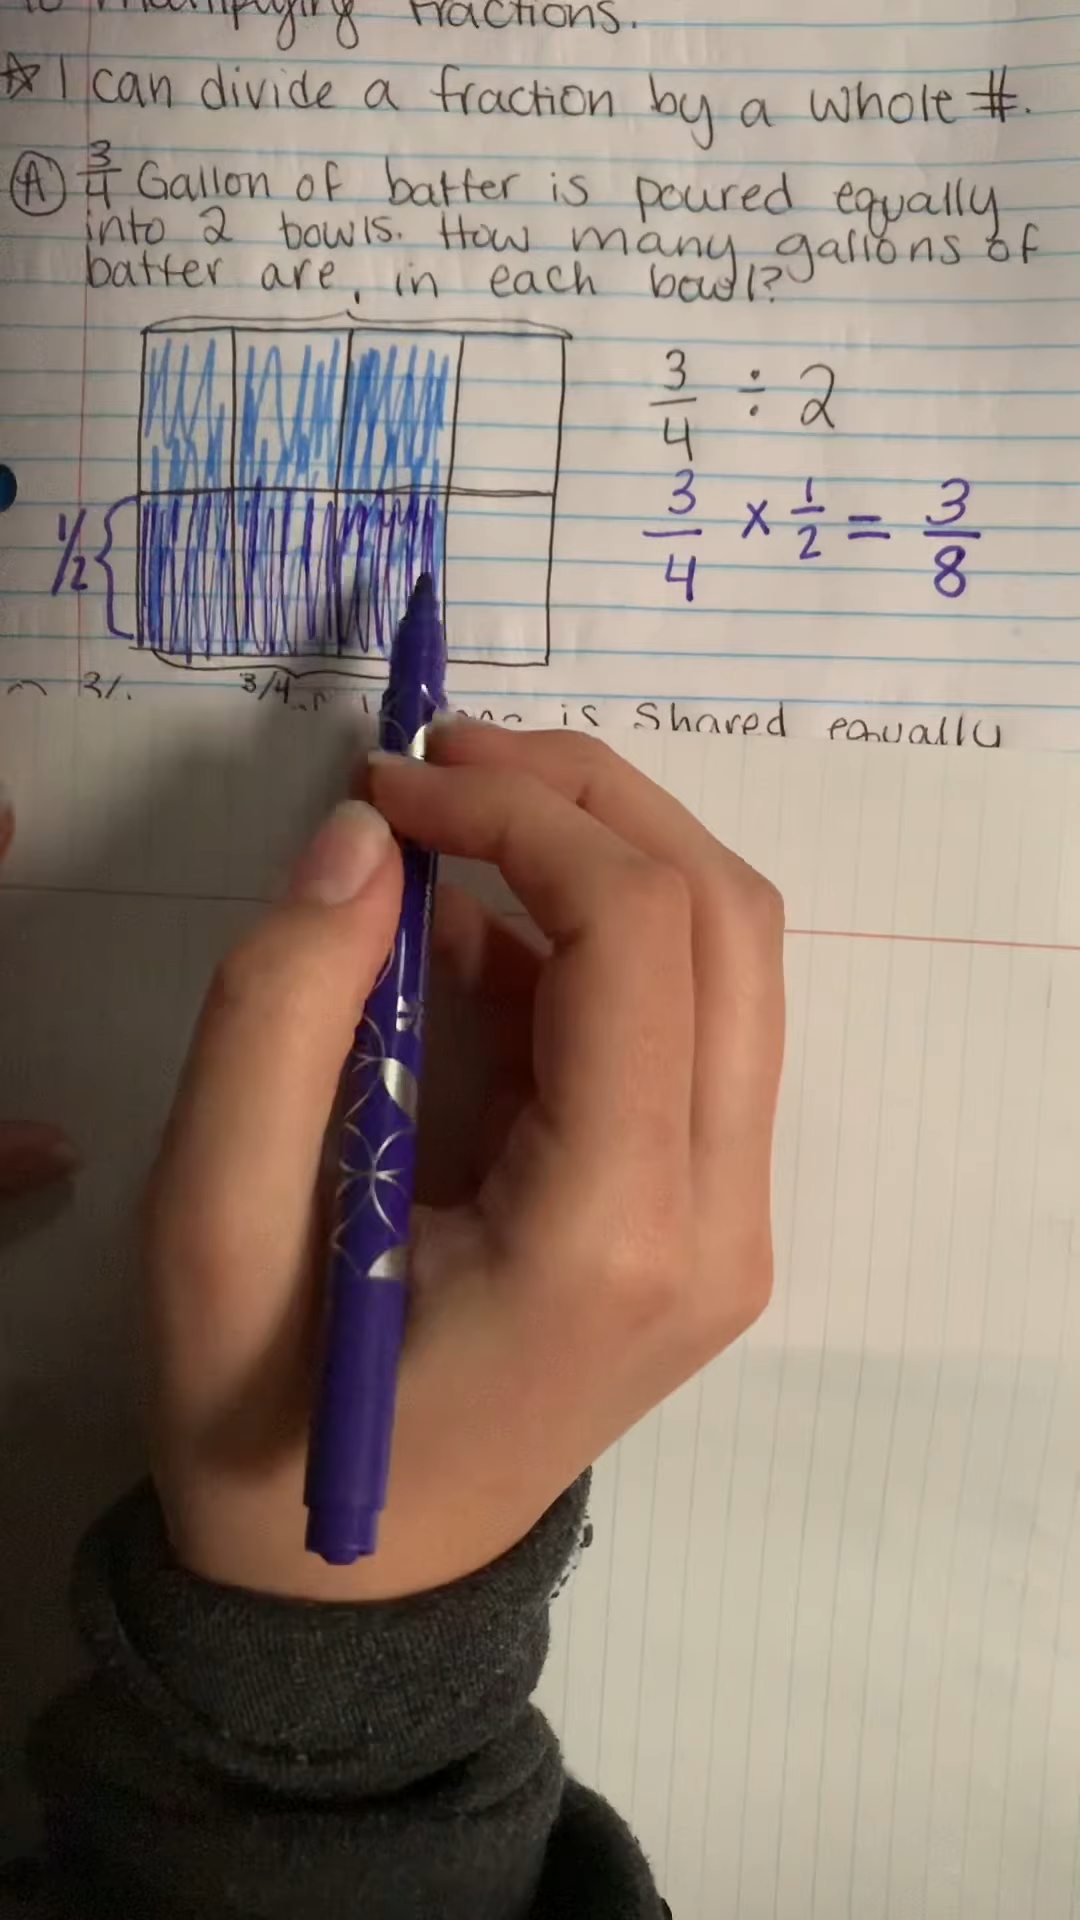 to multiplying fractions.
☆ I can divide a fraction by a whole #.
Ⓐ 3/4 Gallon of batter is poured equally
into 2 bowls. How many gallons of
batter are in each bowl?
3/4 ÷ 2
3/4 x 1/2 = 3/8
1/2
3/4
is shared equally